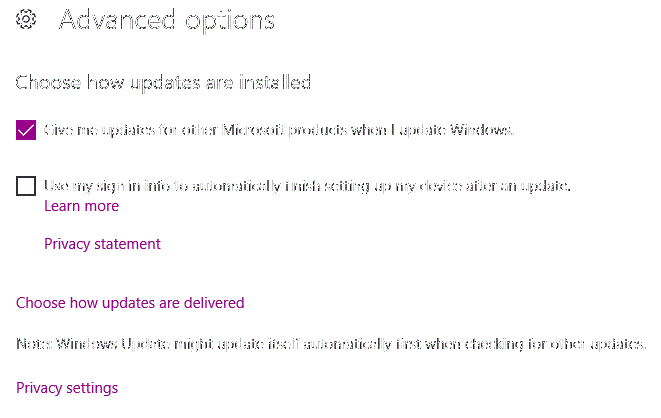 Advanced options
Choose how updates are installed
Give me updates for other Microsoft products when I update Windows.
Use my sign in info to automatically finish setting up my device after an update.
Learn more
Privacy statement
Choose how updates are delivered
Note: Windows Update might update itself automatically first when checking for other updates.
Privacy settings